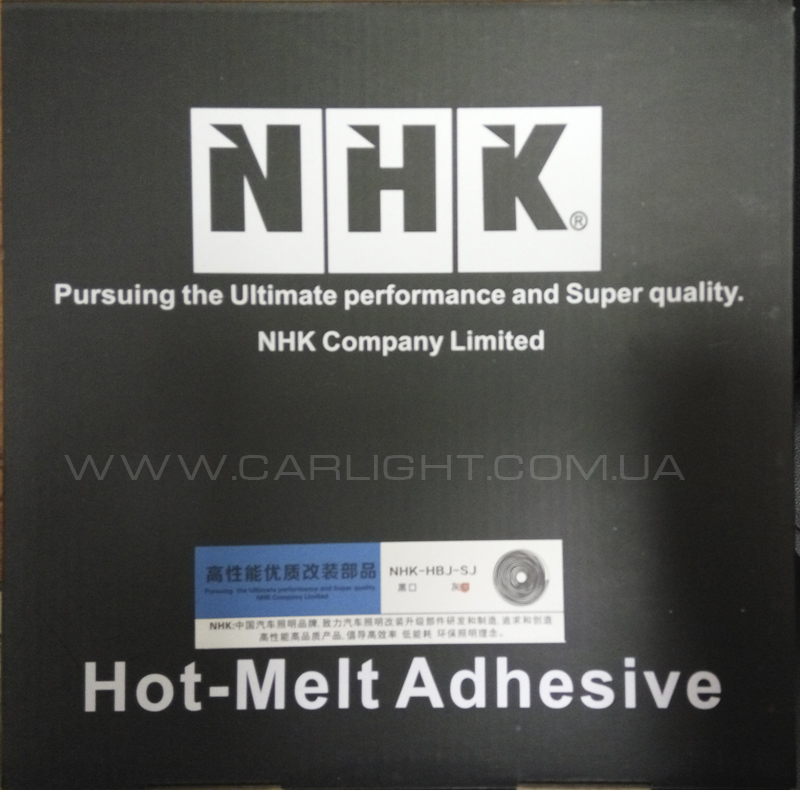 NHK®
Pursuing the Ultimate performance and Super quality.
NHK Company Limited
WWW.CARLIGHT.COM.UA
高性能优质改装部品
Pursuing the Ultimate performance and Super quality.
NHK Company Limited
NHK-HBJ-SJ
黑口 灰
NHK:中国汽车照明品牌,致力汽车照明改装升级部件研发和制造,追求和创造
高性能高品质产品,倡导高效率 低能耗 环保照明理念。
Hot-Melt Adhesive